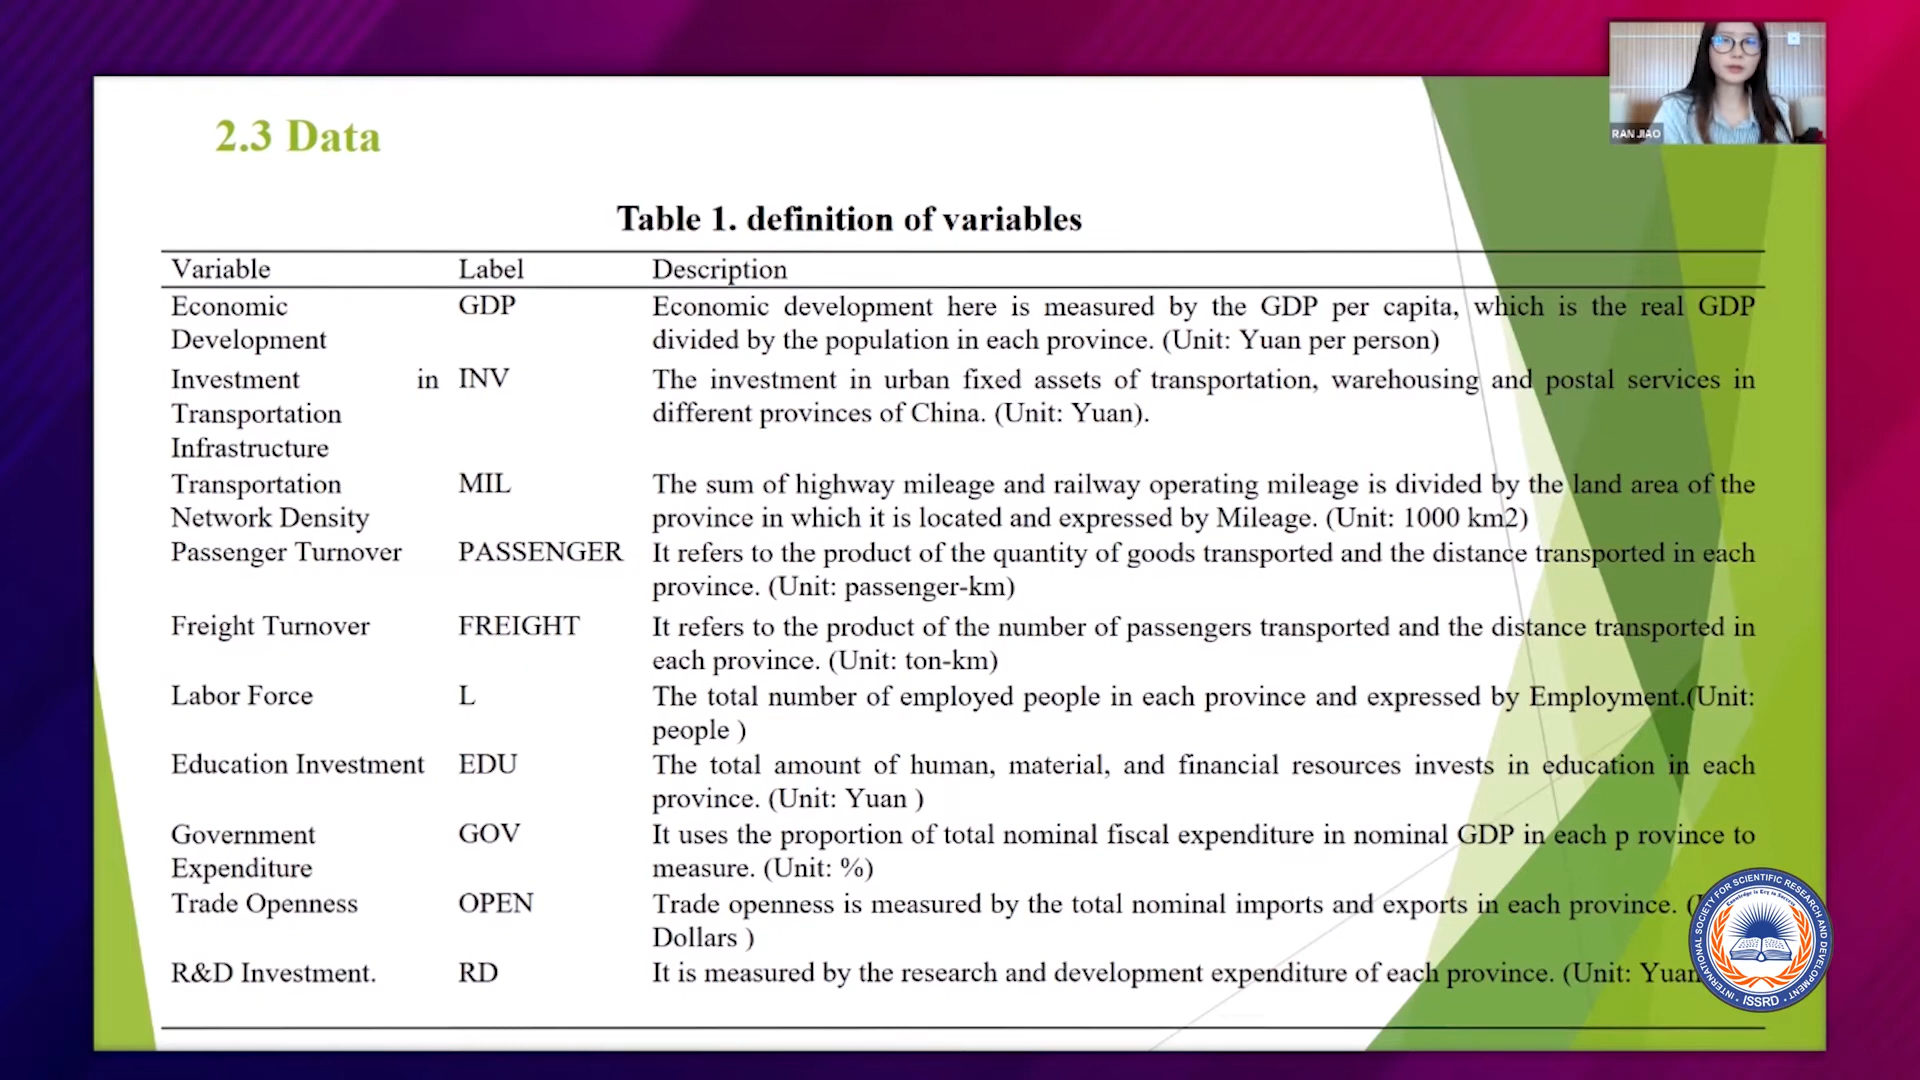 RAN JIAO
2.3 Data
Table 1. definition of variables
Variable Label Description
Economic GDP Economic development here is measured by the GDP per capita, which is the real GDP
Development divided by the population in each province. (Unit: Yuan per person)
Investment in INV The investment in urban fixed assets of transportation, warehousing and postal services in
Transportation different provinces of China. (Unit: Yuan).
Infrastructure
Transportation MIL The sum of highway mileage and railway operating mileage is divided by the land area of the
Network Density province in which it is located and expressed by Mileage. (Unit: 1000 km2)
Passenger Turnover PASSENGER It refers to the product of the quantity of goods transported and the distance transported in each
province. (Unit: passenger-km)
Freight Turnover FREIGHT It refers to the product of the number of passengers transported and the distance transported in
each province. (Unit: ton-km)
Labor Force L The total number of employed people in each province and expressed by Employment.(Unit:
people )
Education Investment EDU The total amount of human, material, and financial resources invests in education in each
province. (Unit: Yuan )
Government GOV It uses the proportion of total nominal fiscal expenditure in nominal GDP in each p rovince to
Expenditure measure. (Unit: %)
Trade Openness OPEN Trade openness is measured by the total nominal imports and exports in each province. (
Dollars )
R&D Investment. RD It is measured by the research and development expenditure of each province. (Unit: Yuan
INTERNATIONAL SOCIETY FOR SCIENTIFIC RESEARCH AND DEVELOPMENT
Knowledge is Key to Success
ISSRD